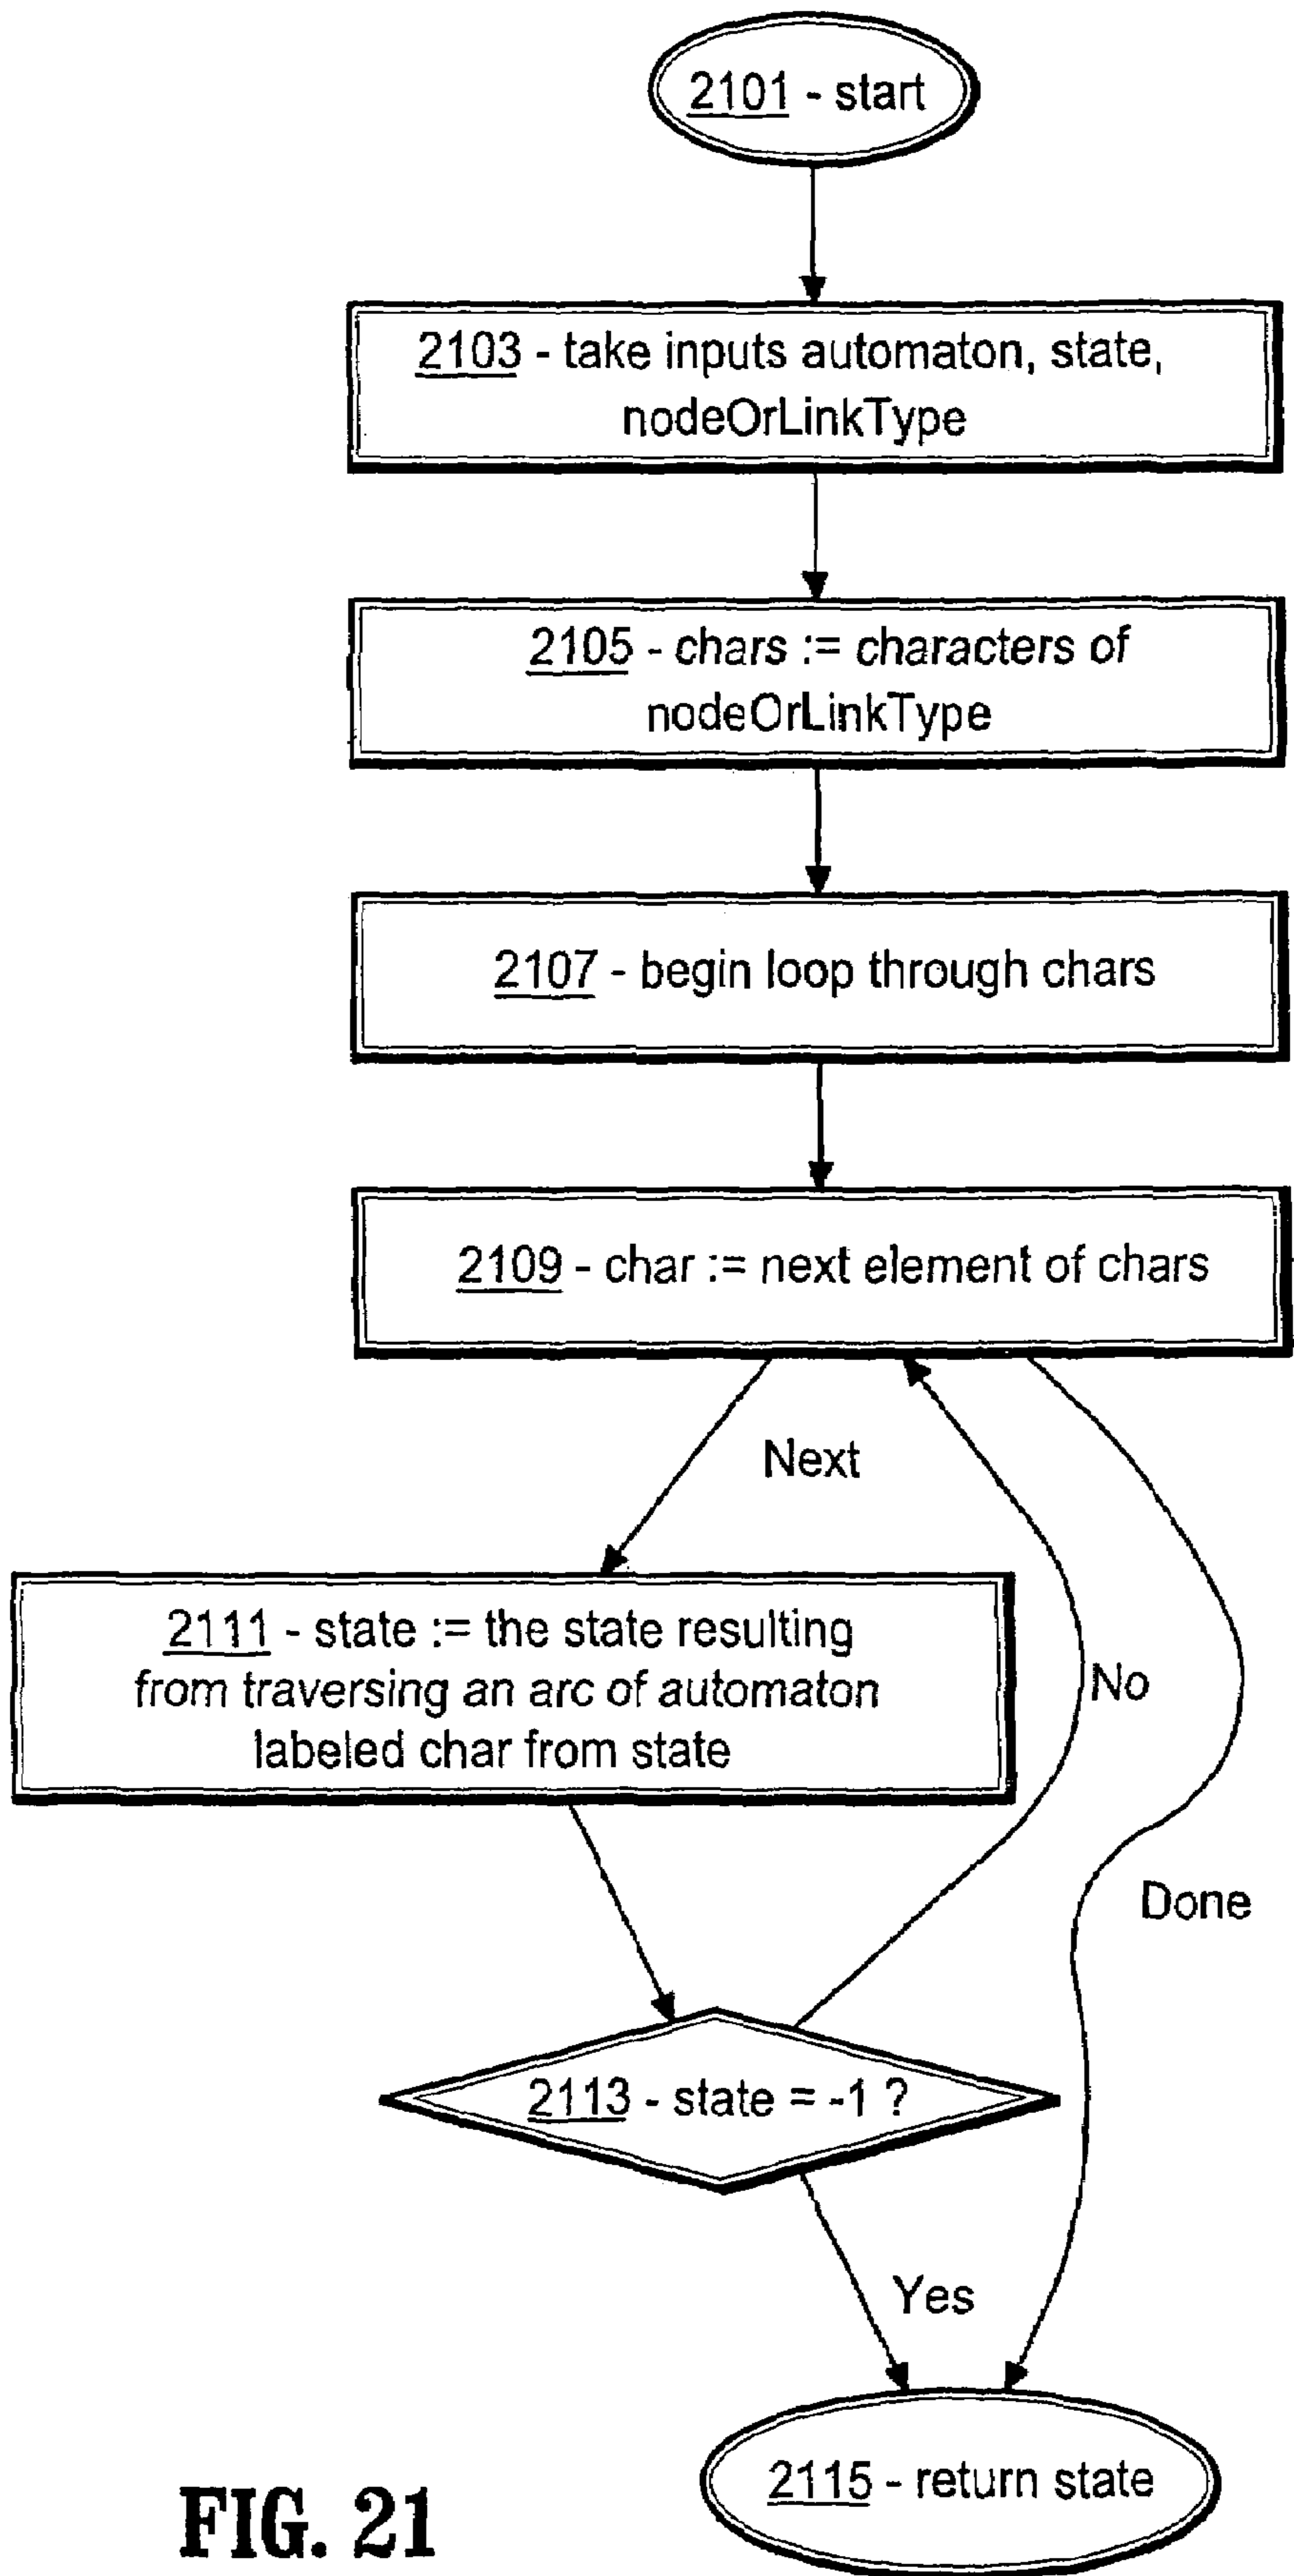 2101 - start
2103 - take inputs automaton, state,
nodeOrLinkType
2105 - chars := characters of
nodeOrLinkType
2107 - begin loop through chars
2109 - char := next element of chars
Next
2111 - state := the state resulting
from traversing an arc of automaton
labeled char from state
No
Done
2113 - state = -1 ?
Yes
2115 - return state
FIG. 21